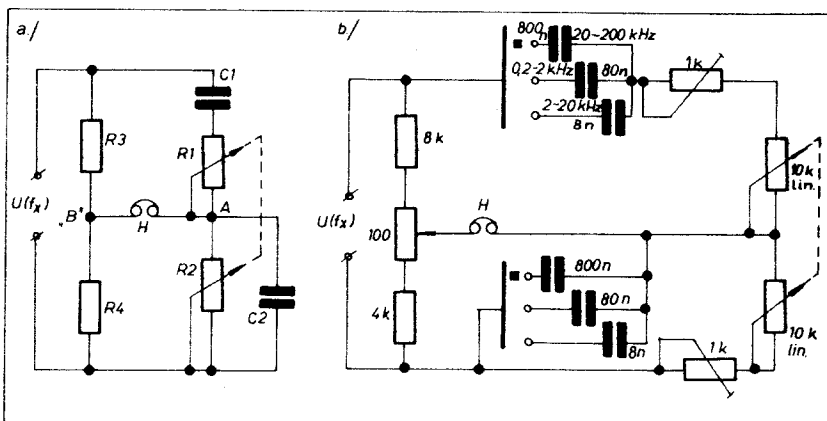 a./
C1
R3
R1
U(fx)
„B"
H
A
R4
R2
C2
b./
800n
20~200 kHz
0,2-2 kHz
80n
2-20 kHz
8n
1k
8k
10k
lin.
U(fx)
H
100
800n
80n
8n
4k
1k
10k
lin.